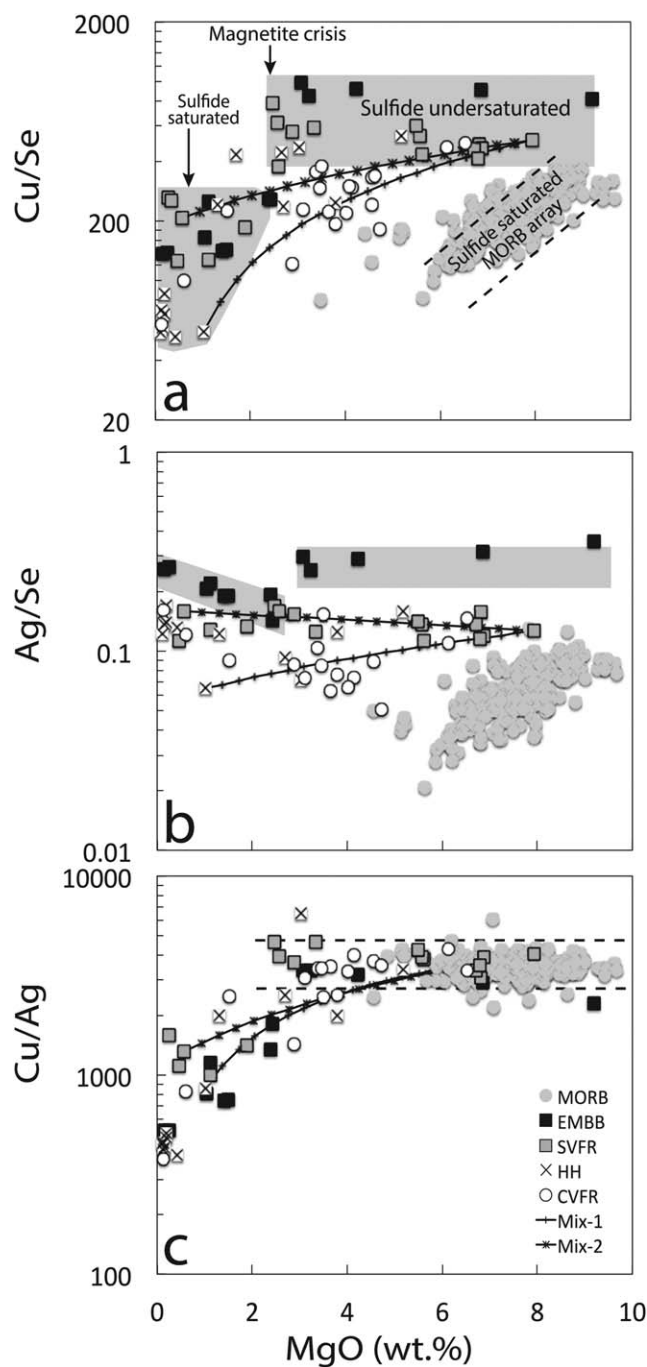 2000
Magnetite crisis
Sulfide
saturated
Sulfide undersaturated
Cu/Se
200
Sulfide saturated
MORB array
20
a
1
Ag/Se
0.1
0.01
b
10000
Cu/Ag
1000
MORB
EMBB
SVFR
HH
CVFR
Mix-1
Mix-2
100
c
0 2 4 6 8 10
MgO (wt.%)